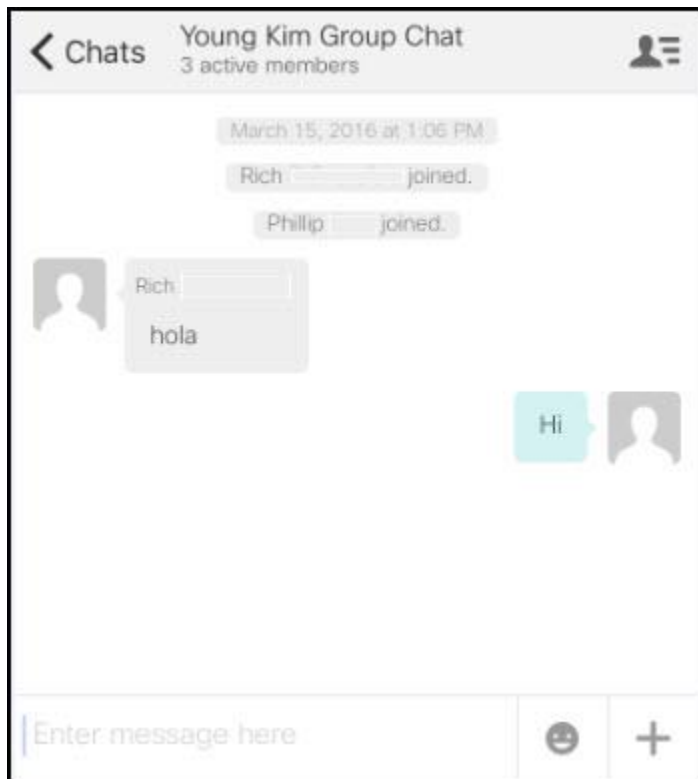 Chats
Young Kim Group Chat
3 active members
March 15, 2016 at 1:06 PM
Rich joined.
Phillip joined.
Rich
hola
Hi
Enter message here